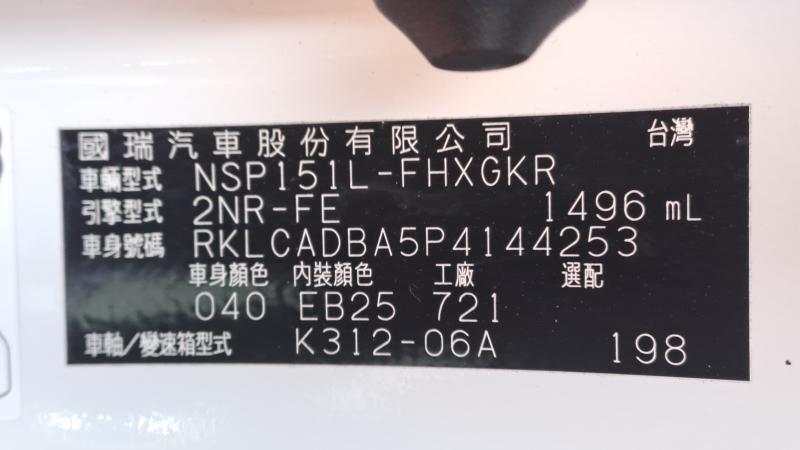 國瑞汽車股份有限公司 台灣
車輛型式 NSP151L-FHXGKR
引擎型式 2NR-FE 1496 mL
車身號碼 RKLCADBA5P4144253
車身顏色 內裝顏色 工廠 選配
040 EB25 721
車軸/變速箱型式 K312-06A 198